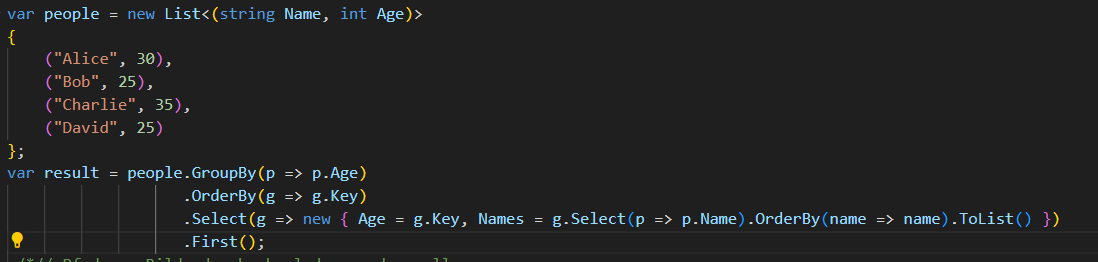 var people = new List<(string Name, int Age)>
{
("Alice", 30),
("Bob", 25),
("Charlie", 35),
("David", 25)
};
var result = people.GroupBy(p => p.Age)
.OrderBy(g => g.Key)
.Select(g => new { Age = g.Key, Names = g.Select(p => p.Name).OrderBy(name => name).ToList() })
.First();